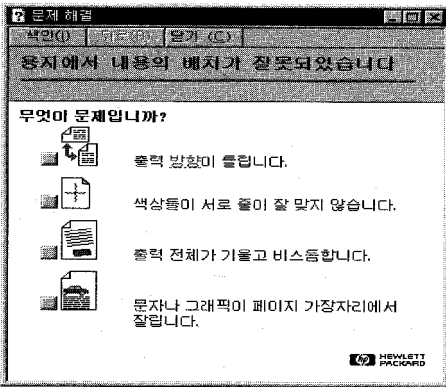 문제 해결
색인(I) 뒤로(B) 닫기 (C)
용지에서 내용의 배치가 잘못되었습니다
무엇이 문제입니까?
출력 방향이 틀립니다.
색상들이 서로 줄이 잘 맞지 않습니다.
출력 전체가 기울고 비스듬합니다.
문자나 그래픽이 페이지 가장자리에서
잘립니다.
hp HEWLETT
PACKARD